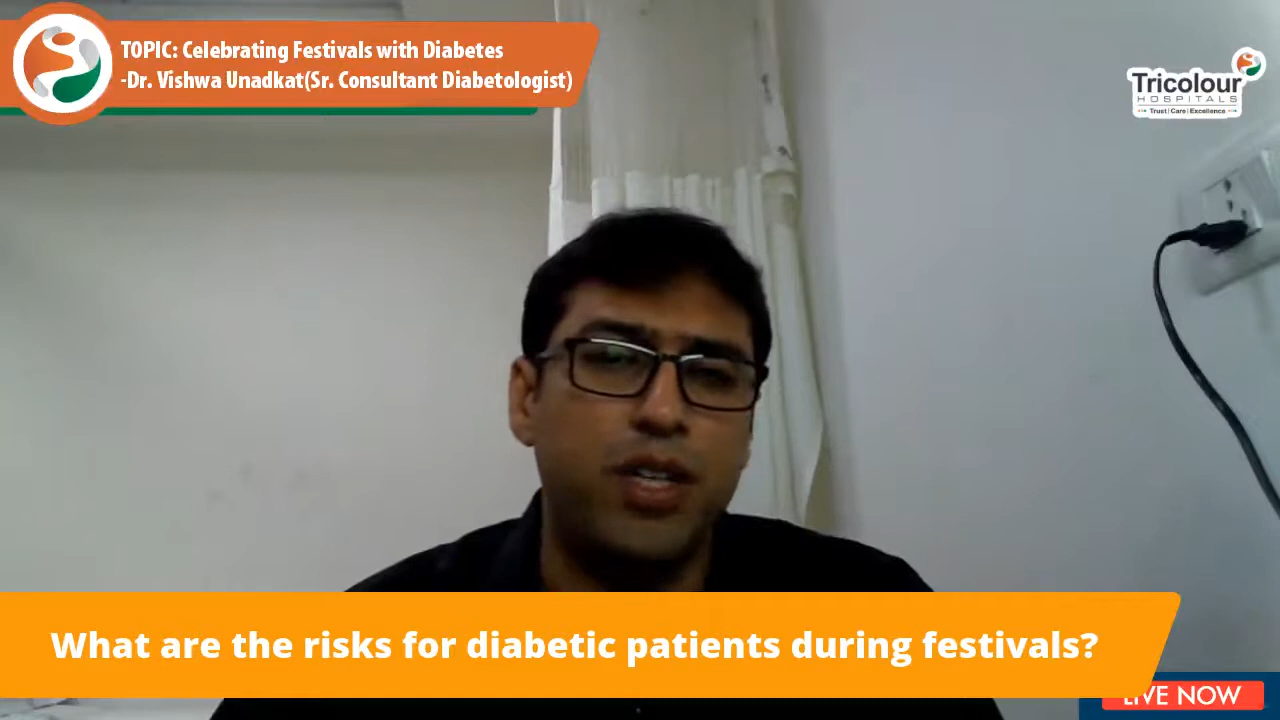 TOPIC: Celebrating Festivals with Diabetes
-Dr. Vishwa Unadkat(Sr. Consultant Diabetologist)
Tricolour
HOSPITALS
Trust | Care | Excellence
What are the risks for diabetic patients during festivals?
LIVE NOW